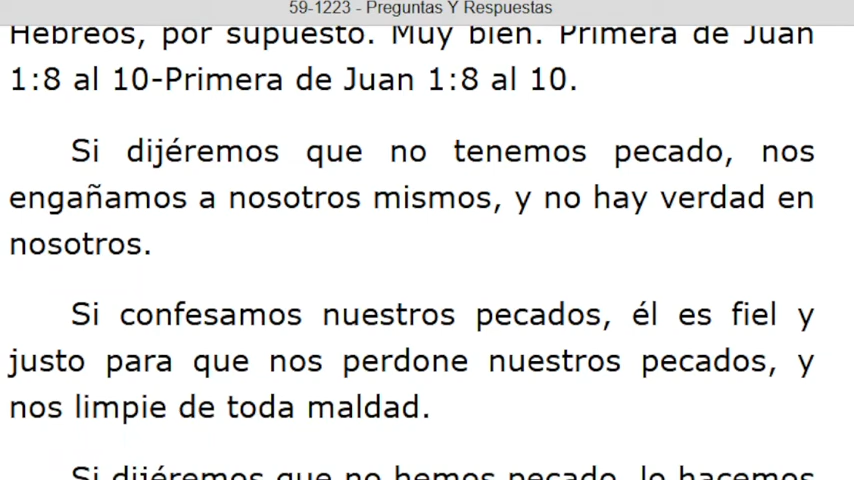 59-1223 - Preguntas Y Respuestas
Hebreos, por supuesto. Muy bien. Primera de Juan
1:8 al 10-Primera de Juan 1:8 al 10.
Si dijéremos que no tenemos pecado, nos
engañamos a nosotros mismos, y no hay verdad en
nosotros.
Si confesamos nuestros pecados, él es fiel y
justo para que nos perdone nuestros pecados, y
nos limpie de toda maldad.
Si dijéremos que no hemos pecado, lo hacemos